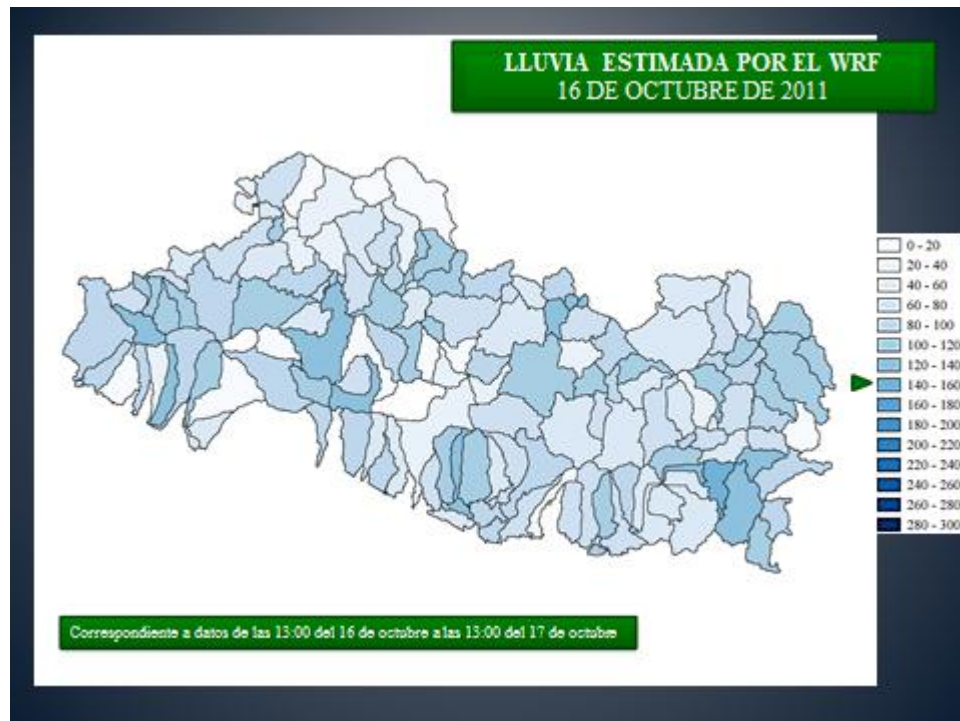 LLUVIA ESTIMADA POR EL WRF
16 DE OCTUBRE DE 2011
0 - 20
20 - 40
40 - 60
60 - 80
80 - 100
100 - 120
120 - 140
140 - 160
160 - 180
180 - 200
200 - 220
220 - 240
240 - 260
260 - 280
280 - 300
Correspondiente a datos de las 13:00 del 16 de octubre a las 13:00 del 17 de octubre